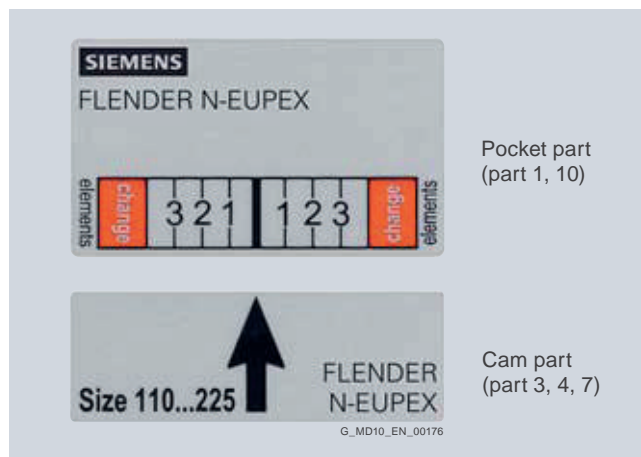 SIEMENS
FLENDER N-EUPEX
elements change 3 2 1 1 2 3 change elements
Pocket part
(part 1, 10)
Size 110...225
FLENDER
N-EUPEX
Cam part
(part 3, 4, 7)
G_MD10_EN_00176